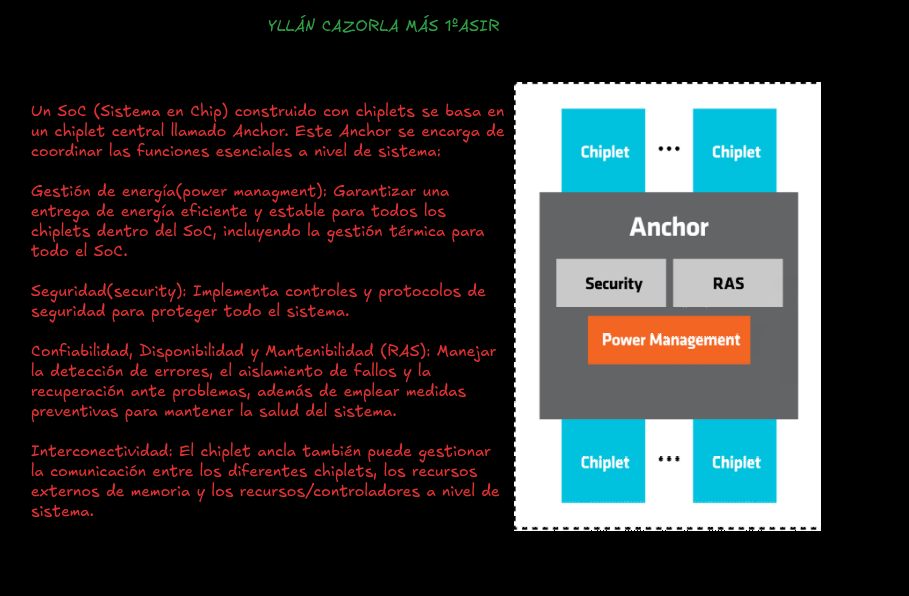 YLLÁN CAZORLA MÁS 1ºASIR
Un SoC (Sistema en Chip) construido con chiplets se basa en
un chiplet central llamado Anchor. Este Anchor se encarga de
coordinar las funciones esenciales a nivel de sistema:
Gestión de energía(power managment): Garantizar una
entrega de energía eficiente y estable para todos los
chiplets dentro del SoC, incluyendo la gestión térmica para
todo el SoC.
Seguridad(security): Implementa controles y protocolos de
seguridad para proteger todo el sistema.
Confiabilidad, Disponibilidad y Mantenibilidad (RAS): Manejar
la detección de errores, el aislamiento de fallos y la
recuperación ante problemas, además de emplear medidas
preventivas para mantener la salud del sistema.
Interconectividad: El chiplet ancla también puede gestionar
la comunicación entre los diferentes chiplets, los recursos
externos de memoria y los recursos/controladores a nivel de
sistema.
Chiplet ••• Chiplet
Anchor
Security RAS
Power Management
Chiplet ••• Chiplet